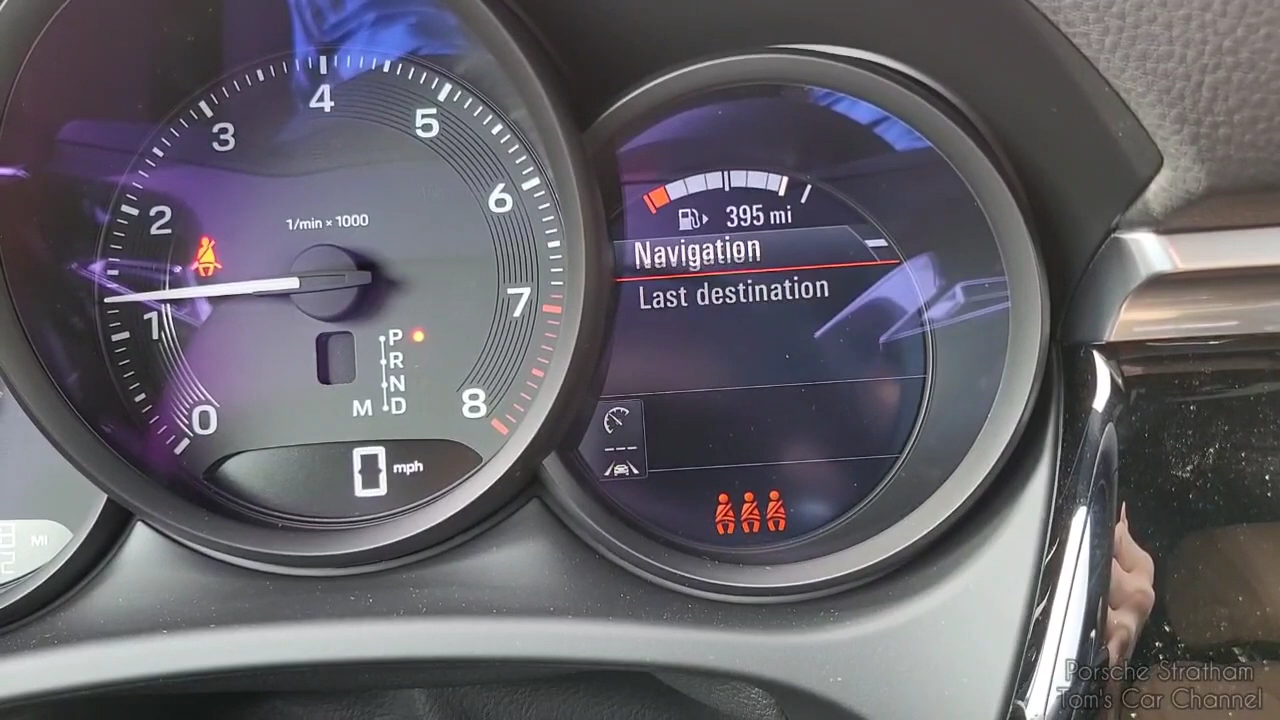 4
3
5
2
6
1/min × 1000
1
7
0
8
P
R
N
M D
0 mph
MI
395 mi
Navigation
Last destination
---
Porsche Stratham
Tom's Car Channel